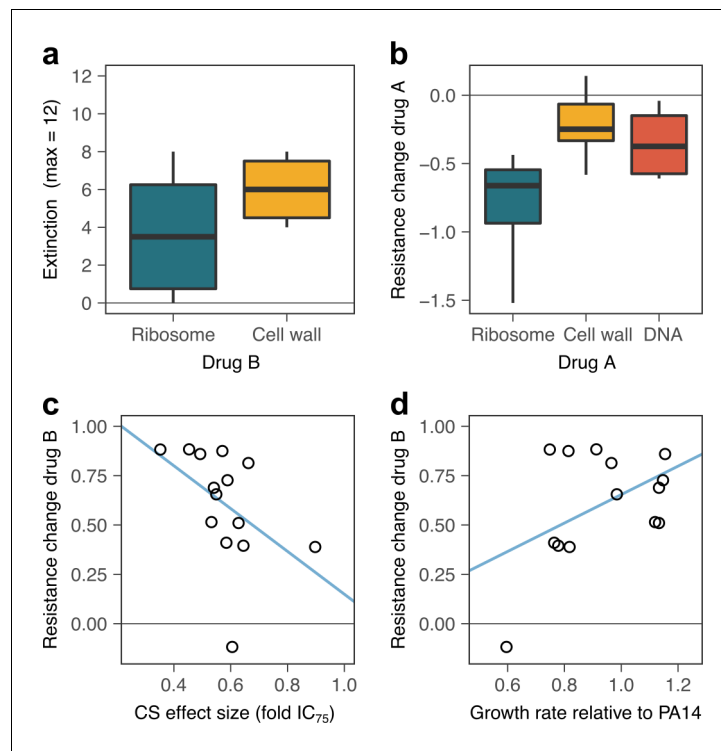 a
Extinction (max = 12)
12
10
8
6
4
2
0
Ribosome Cell wall
Drug B
b
Resistance change drug A
0.0
−0.5
−1.0
−1.5
Ribosome Cell wall DNA
Drug A
c
Resistance change drug B
1.00
0.75
0.50
0.25
0.00
0.4 0.6 0.8 1.0
CS effect size (fold IC75)
d
Resistance change drug B
1.00
0.75
0.50
0.25
0.00
0.6 0.8 1.0 1.2
Growth rate relative to PA14